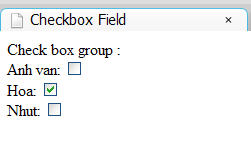 Checkbox Field
Check box group :
Anh van:
Hoa:
Nhut: